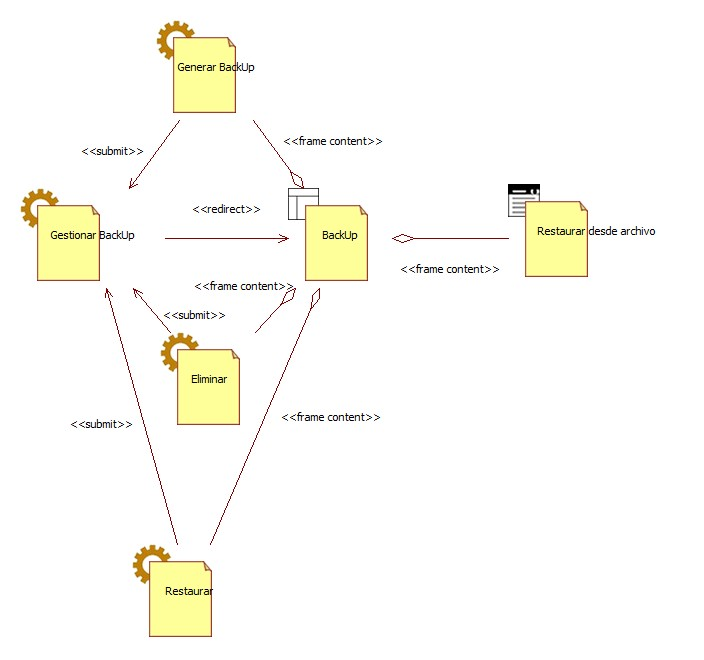 Generar BackUp
<<submit>>
<<frame content>>
<<redirect>>
Gestionar BackUp
BackUp
Restaurar desde archivo
<<frame content>>
<<frame content>>
<<submit>>
Eliminar
<<submit>>
<<frame content>>
Restaurar